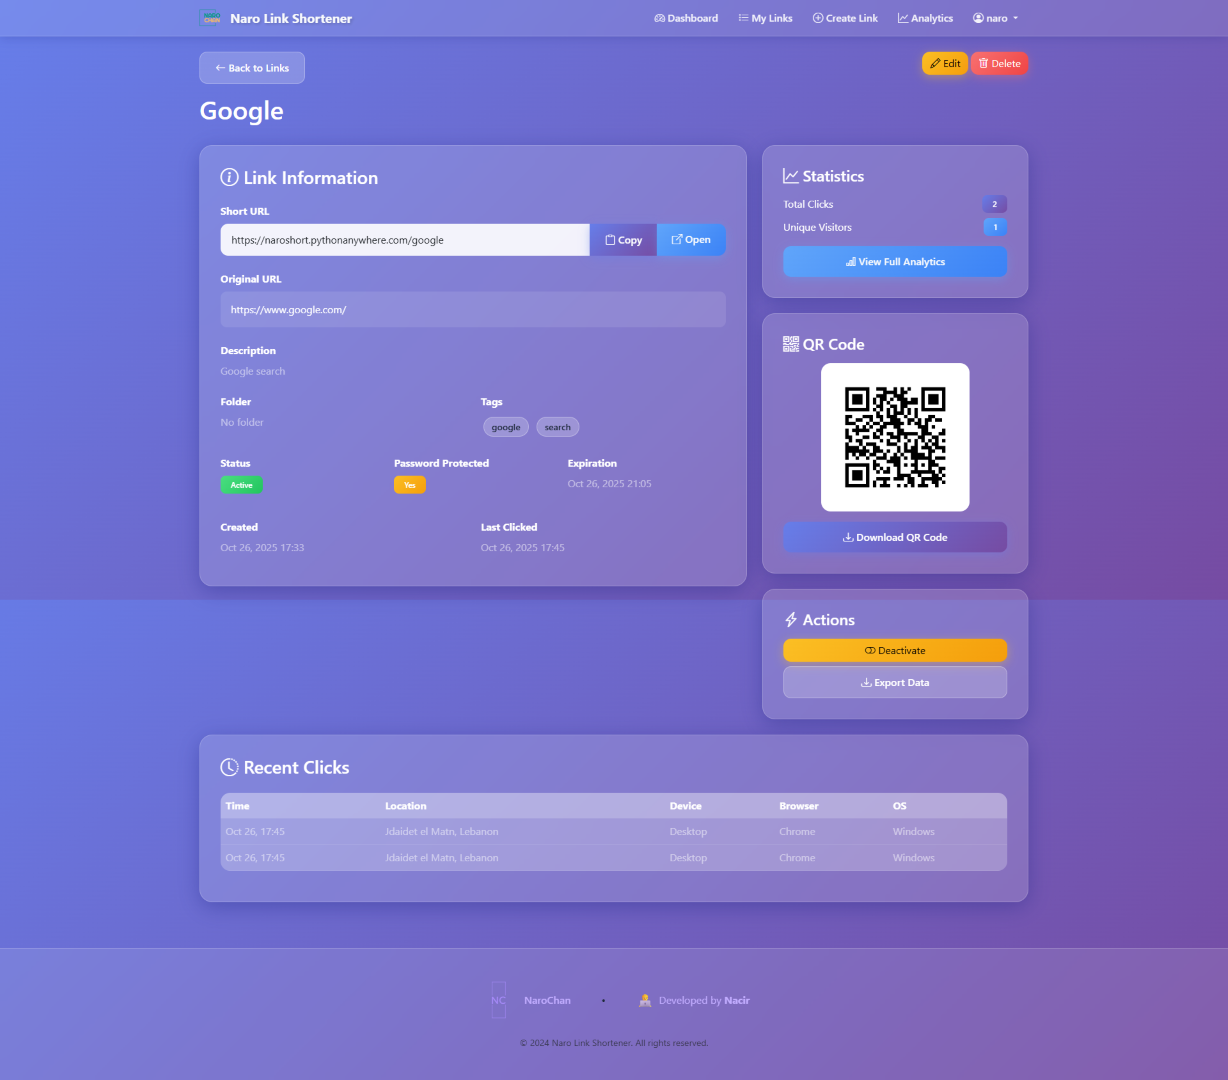 Naro Link Shortener
Dashboard My Links Create Link Analytics naro
Back to Links
Edit Delete
Google
Link Information
Short URL
https://naroshort.pythonanywhere.com/google Copy Open
Original URL
https://www.google.com/
Description
Google search
Folder Tags
No folder google search
Status Password Protected Expiration
Active Yes Oct 26, 2025 21:05
Created Last Clicked
Oct 26, 2025 17:33 Oct 26, 2025 17:45
Statistics
Total Clicks 2
Unique Visitors 1
View Full Analytics
QR Code
Download QR Code
Actions
Deactivate
Export Data
Recent Clicks
Time Location Device Browser OS
Oct 26, 17:45 Jdaidet el Matn, Lebanon Desktop Chrome Windows
Oct 26, 17:45 Jdaidet el Matn, Lebanon Desktop Chrome Windows
NC NaroChan • Developed by Nacir
© 2024 Naro Link Shortener. All rights reserved.